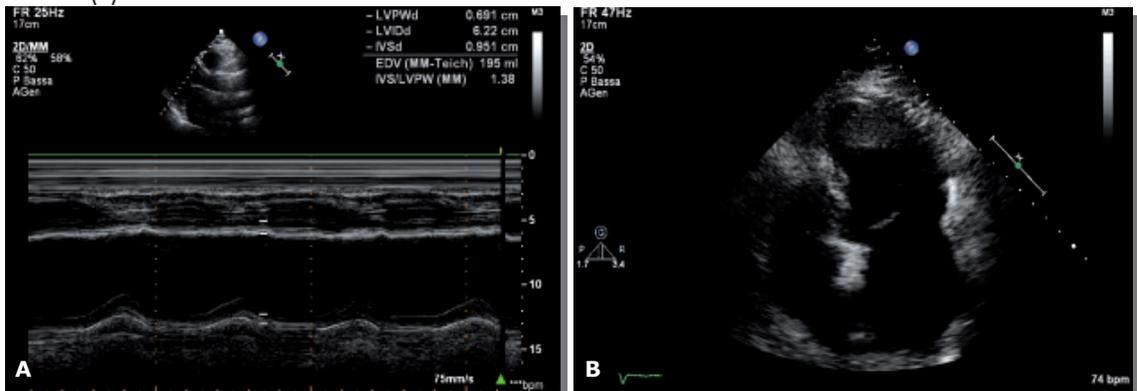 FR 25Hz
17cm
2D/MM
62% 58%
C 50
P Bassa
AGen
– LVPWd 0.691 cm
– LVIDd 6.22 cm
– IVSd 0.951 cm
EDV (MM-Teich) 195 ml
IVS/LVPW (MM) 1.38
M3
0
5
10
15
75mm/s
bpm
A
FR 47Hz
17cm
2D
54%
C 50
P Bassa
AGen
M3
G
P R
1.7 3.4
74 bpm
B